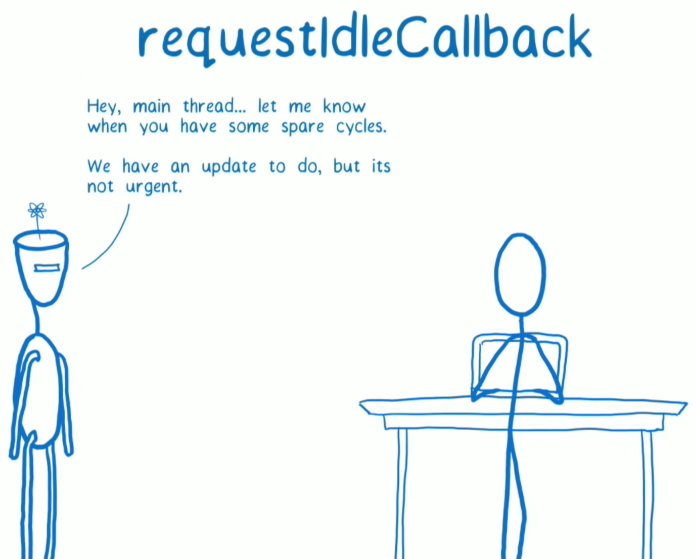 requestIdleCallback
Hey, main thread... let me know
when you have some spare cycles.
We have an update to do, but its
not urgent.